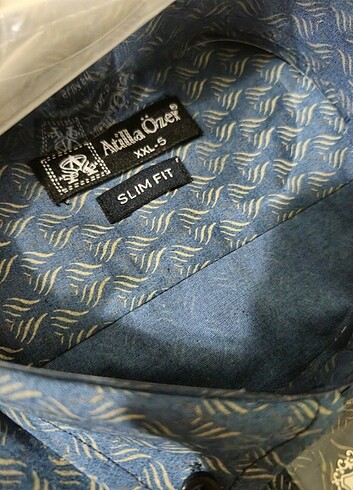 Atilla Özer
XXL-5
SLIM FIT